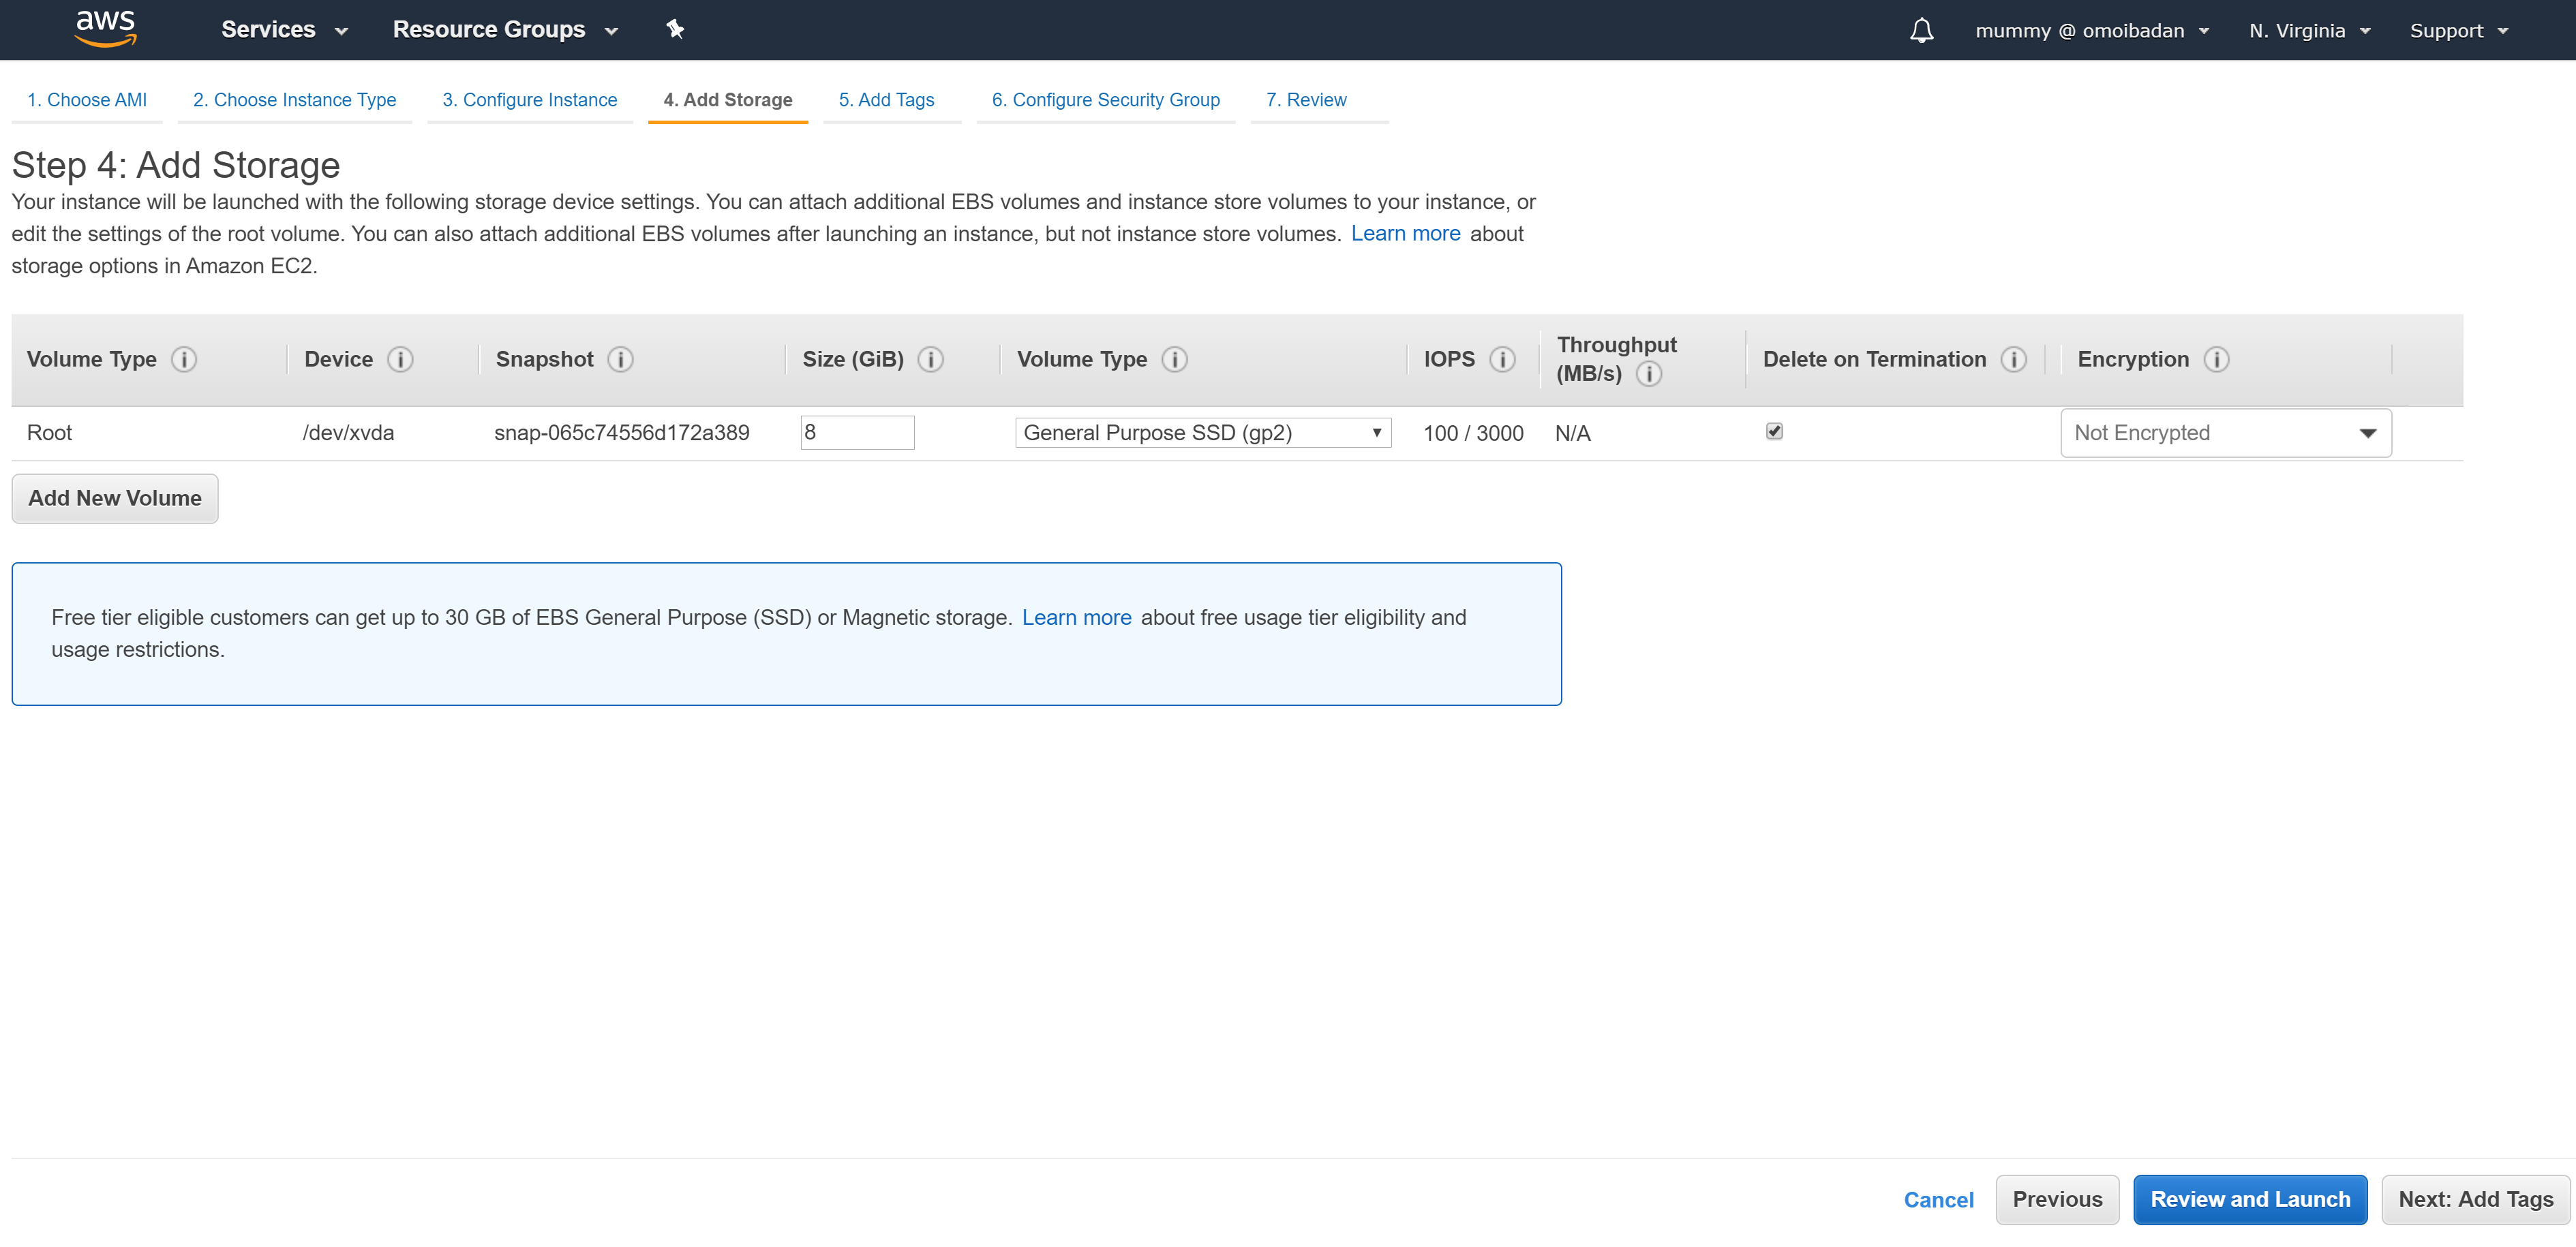 aws
Services
Resource Groups
mummy @ omoibadan
N. Virginia
Support
1. Choose AMI
2. Choose Instance Type
3. Configure Instance
4. Add Storage
5. Add Tags
6. Configure Security Group
7. Review
Step 4: Add Storage
Your instance will be launched with the following storage device settings. You can attach additional EBS volumes and instance store volumes to your instance, or
edit the settings of the root volume. You can also attach additional EBS volumes after launching an instance, but not instance store volumes. Learn more about
storage options in Amazon EC2.
Volume Type
Device
Snapshot
Size (GiB)
Volume Type
IOPS
Throughput
(MB/s)
Delete on Termination
Encryption
Root
/dev/xvda
snap-065c74556d172a389
8
General Purpose SSD (gp2)
100 / 3000
N/A
Not Encrypted
Add New Volume
Free tier eligible customers can get up to 30 GB of EBS General Purpose (SSD) or Magnetic storage. Learn more about free usage tier eligibility and
usage restrictions.
Cancel
Previous
Review and Launch
Next: Add Tags